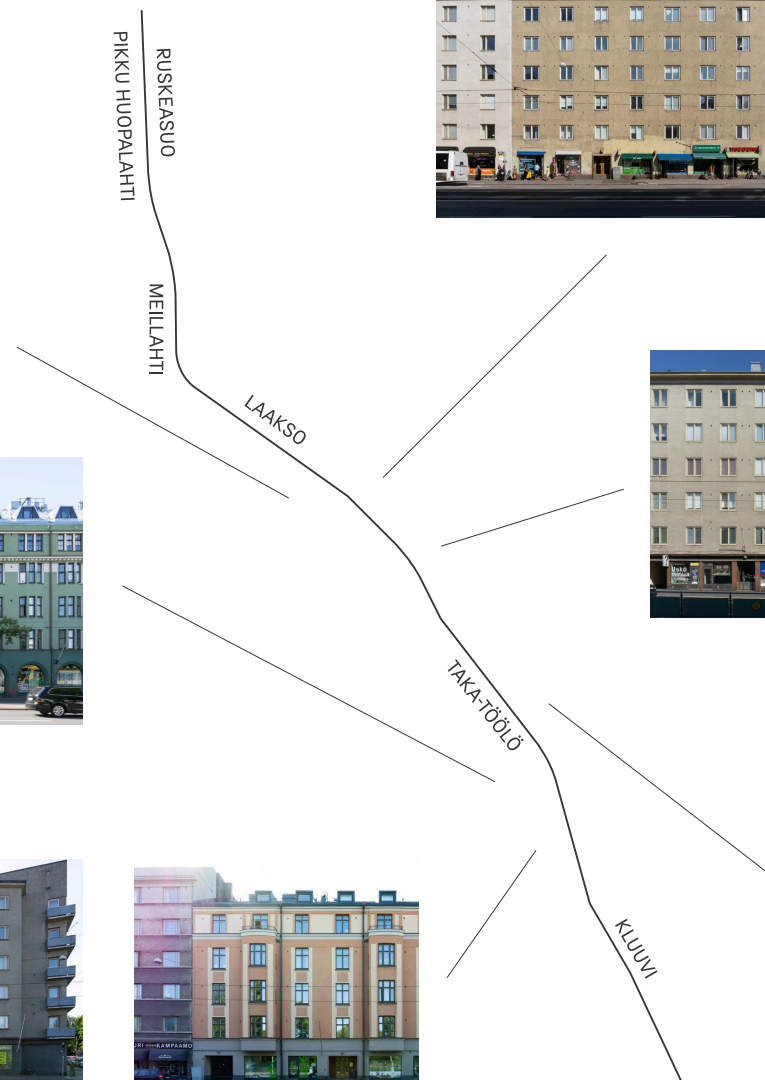 RUSKEASUO
PIKKU HUOPALAHTI
MEILLAHTI
LAAKSO
TAKA-TÖÖLÖ
KLUUVI
KAMPAAMO